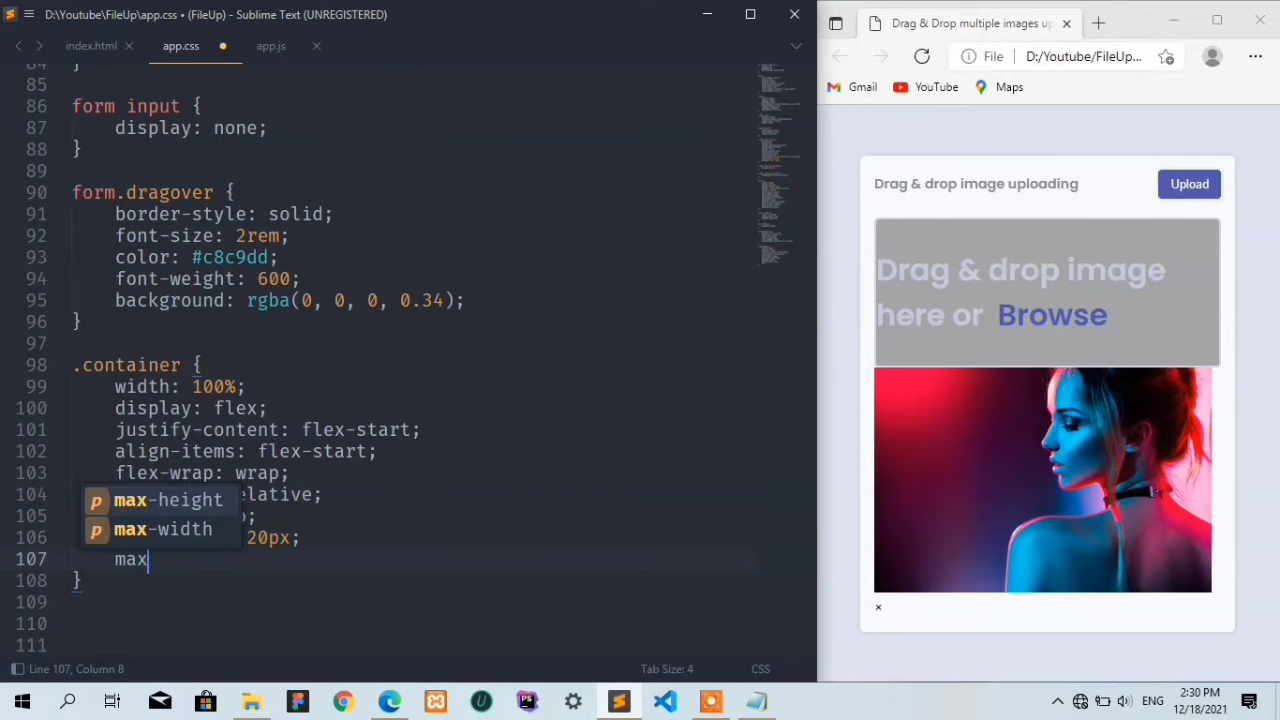 D:\Youtube\FileUp\app.css • (FileUp) - Sublime Text (UNREGISTERED)
index.html
app.css
app.js
84 }
85
86 form input {
87 display: none;
88 }
89
90 form.dragover {
91 border-style: solid;
92 font-size: 2rem;
93 color: #c8c9dd;
94 font-weight: 600;
95 background: rgba(0, 0, 0, 0.34);
96 }
97
98 .container {
99 width: 100%;
100 display: flex;
101 justify-content: flex-start;
102 align-items: flex-start;
103 flex-wrap: wrap;
104 elative;
105 ;
106 20px;
107 max
108 }
109
110
111
p max-height
p max-width
Line 107, Column 8
Tab Size: 4
CSS
Drag & Drop multiple images up
File
D:/Youtube/FileUp...
Gmail
YouTube
Maps
Drag & drop image uploading
Upload
Drag & drop image
here or Browse
×
ENG
2:30 PM
12/18/2021